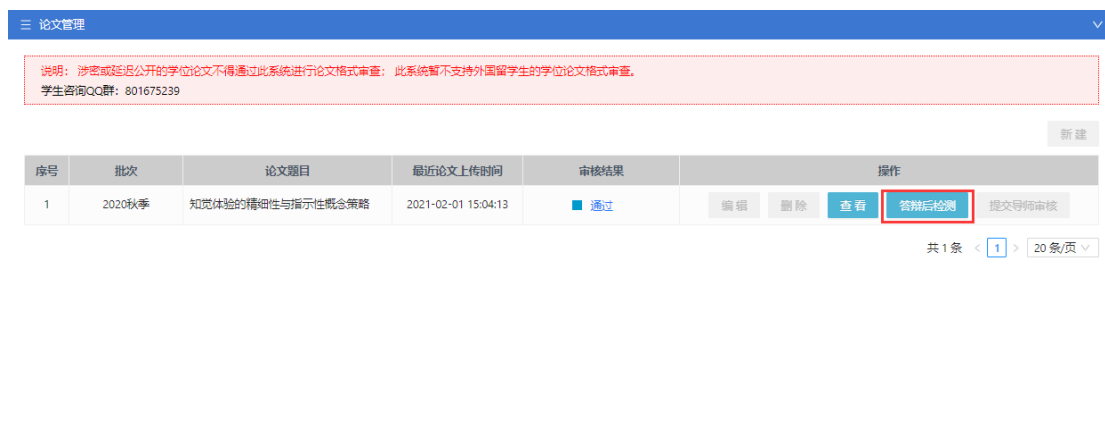 三 论文管理
说明: 涉密或延迟公开的学位论文不得通过此系统进行论文格式审查; 此系统暂不支持外国留学生的学位论文格式审查。
学生咨询QQ群: 801675239
新 建
序号 批次 论文题目 最近论文上传时间 审核结果 操作
1 2020秋季 知觉体验的精细性与指示性概念策略 2021-02-01 15:04:13 通过 编 辑 删 除 查 看 答辩后检测 提交导师审核
共 1 条 < 1 > 20 条/页